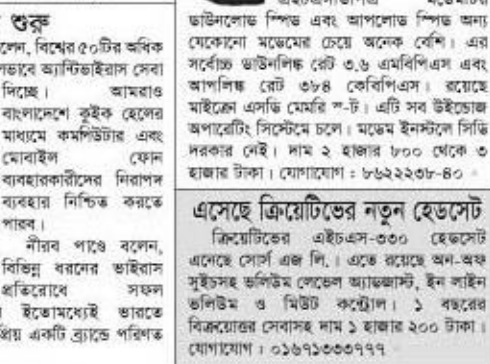 শুরু
লেন, বিশ্বের ৫০টির অধিক
লভাবে অ্যান্টিভাইরাস সেবা
দিচ্ছে। আমরাও
বাংলাদেশে কুইক হেলের
মাধ্যমে কমপিউটার এবং
মোবাইল ফোন
ব্যবহারকারীদের নিরাপদ
ব্যবহার নিশ্চিত করতে
পারব।
নীরব পাণ্ডে বলেন,
বিভিন্ন ধরনের ভাইরাস
প্রতিরোধে সফল
ইতোমধ্যেই ভারতে
প্রিয় একটি ব্র্যান্ডে পরিণত
ডাউনলোড স্পিড এবং আপলোড স্পিড অন্য
যেকোনো মডেমের চেয়ে অনেক বেশি। এর
সর্বোচ্চ ডাউনলিঙ্ক রেট ৩.৬ এমবিপিএস এবং
আপলিঙ্ক রেট ৩৮৪ কেবিপিএস। রয়েছে
মাইক্রো এসডি মেমরি স্প-ট। এটি সব উইন্ডোজ
অপারেটিং সিস্টেমে চলে। মডেম ইনস্টলে সিডি
দরকার নেই। দাম ২ হাজার ৮০০ থেকে ৩
হাজার টাকা। যোগাযোগ : ৮৬২২২৩৮-৪০
এসেছে ক্রিয়েটিভের নতুন হেডসেট
ক্রিয়েটিভের এইচএস-৩৩০ হেডসেট
এনেছে সোর্স এজ লি.। এতে রয়েছে অন-অফ
সুইচসহ ভলিউম লেভেল অ্যাডজাস্ট, ইন লাইন
ভলিউম ও মিউট কন্ট্রোল। ১ বছরের
বিক্রয়োত্তর সেবাসহ দাম ১ হাজার ২০০ টাকা।
যোগাযোগ : ০১৬৭১৩৩৩৭৭৭